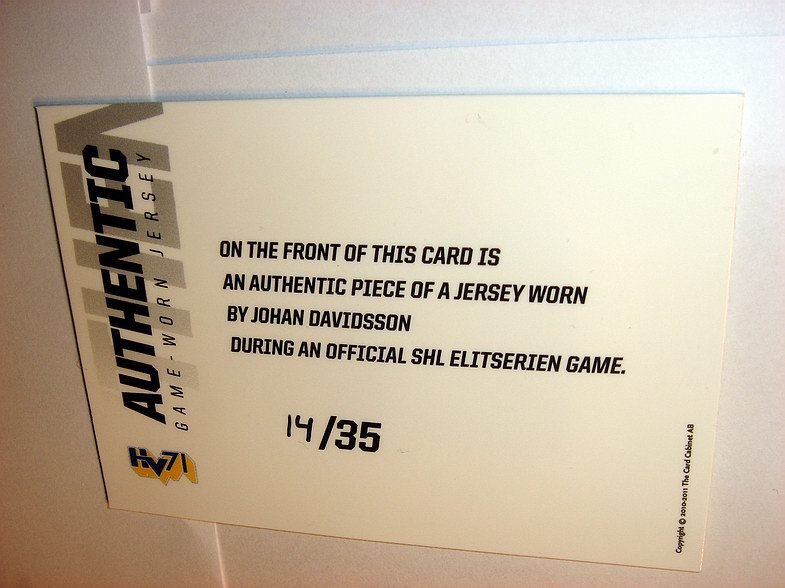 AUTHENTIC
GAME-WORN JERSEY
HV71
ON THE FRONT OF THIS CARD IS
AN AUTHENTIC PIECE OF A JERSEY WORN
BY JOHAN DAVIDSSON
DURING AN OFFICIAL SHL ELITSERIEN GAME.
14/35
Copyright © 2010-2011 The Card Cabinet AB